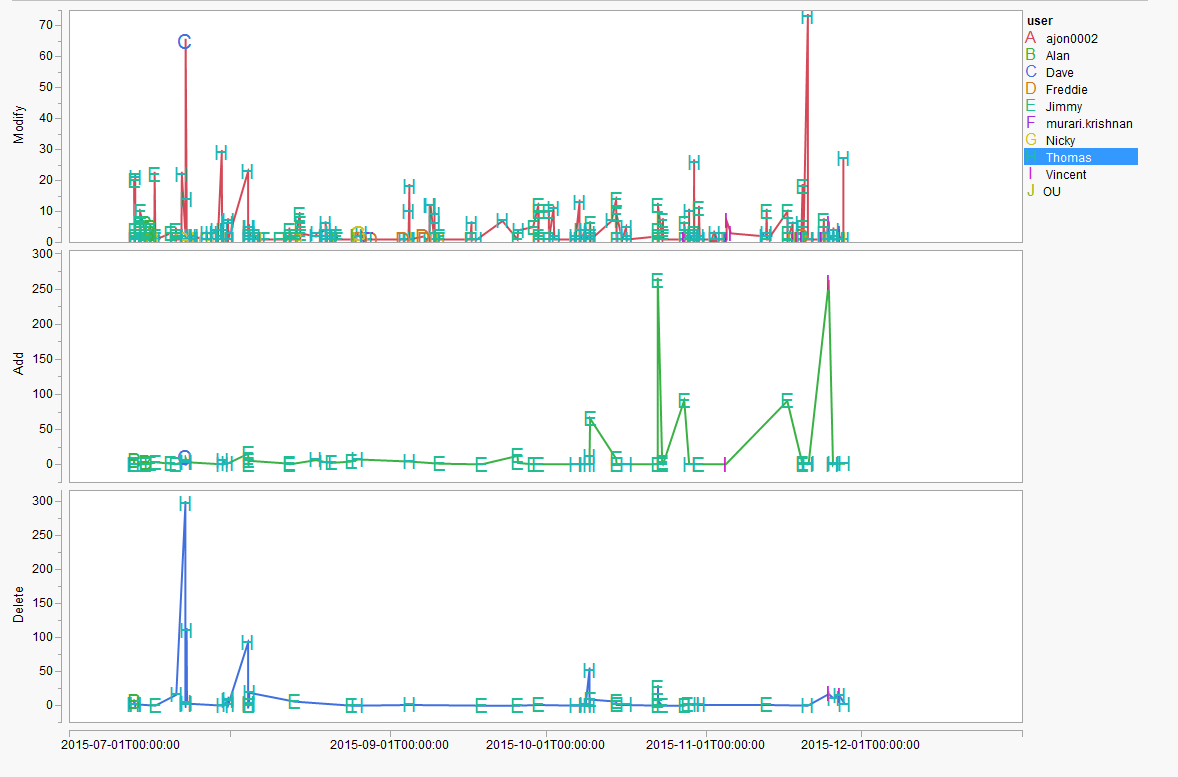 70
60
50
40
30
20
10
0
Modify
300
250
200
150
100
50
0
Add
300
250
200
150
100
50
0
Delete
2015-07-01T00:00:00
2015-09-01T00:00:00
2015-10-01T00:00:00
2015-11-01T00:00:00
2015-12-01T00:00:00
user
A ajon0002
B Alan
C Dave
D Freddie
E Jimmy
F murari.krishnan
G Nicky
Thomas
I Vincent
J OU